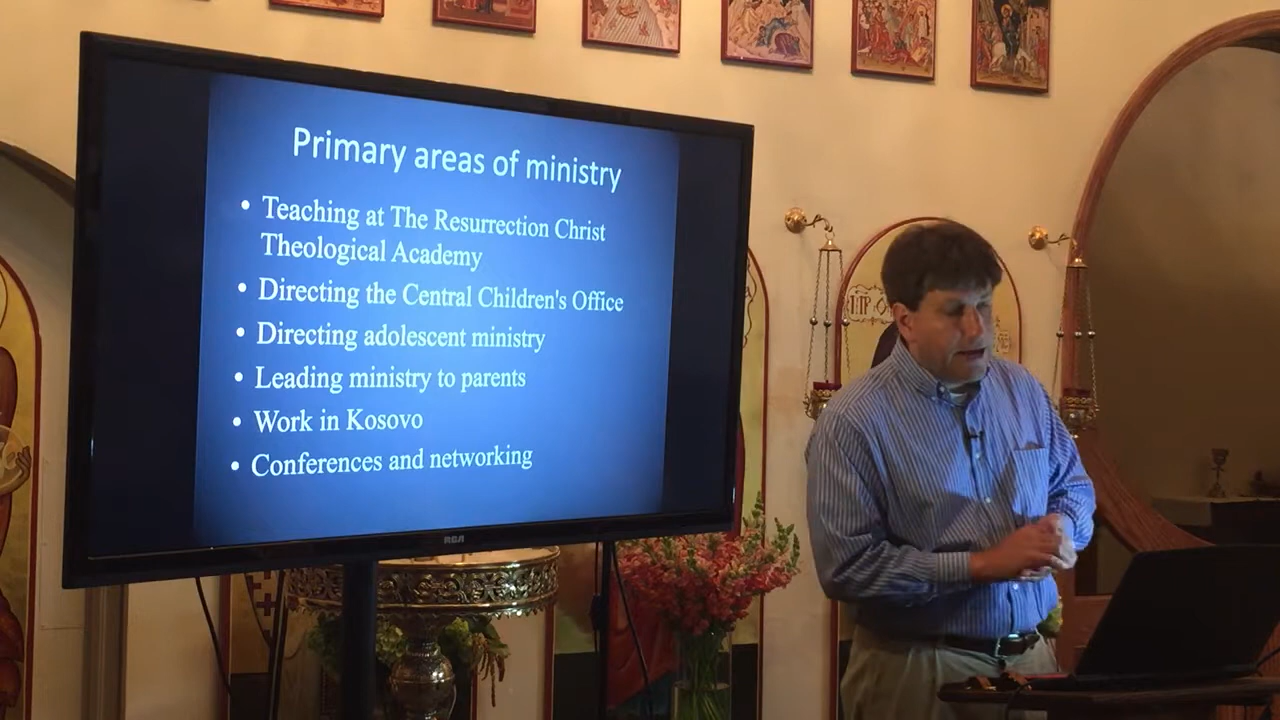 Primary areas of ministry
• Teaching at The Resurrection Christ
Theological Academy
• Directing the Central Children's Office
• Directing adolescent ministry
• Leading ministry to parents
• Work in Kosovo
• Conferences and networking
RCA